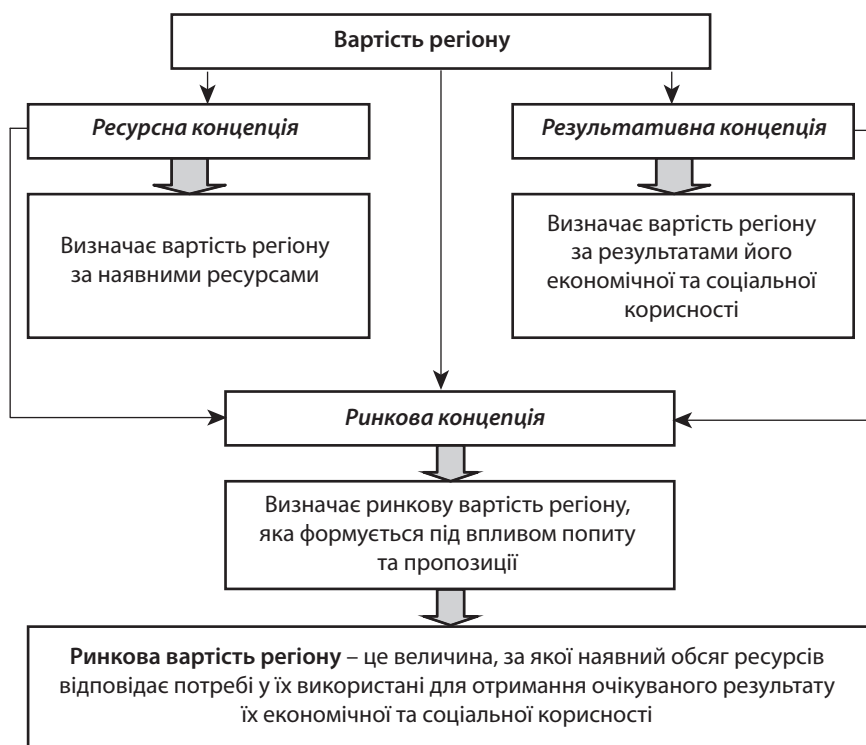 Вартість регіону
Ресурсна концепція
Результативна концепція
Визначає вартість регіону
за наявними ресурсами
Визначає вартість регіону
за результатами його
економічної та соціальної
корисності
Ринкова концепція
Визначає ринкову вартість регіону,
яка формується під впливом попиту
та пропозиції
Ринкова вартість регіону – це величина, за якої наявний обсяг ресурсів
відповідає потребі у їх використані для отримання очікуваного результату
їх економічної та соціальної корисності